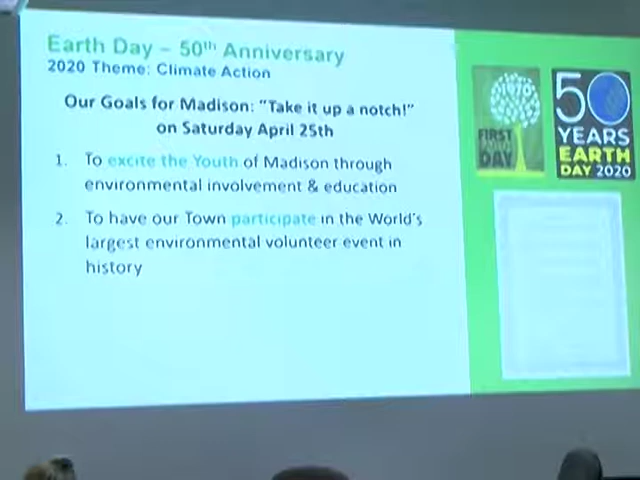 Earth Day – 50th Anniversary
2020 Theme: Climate Action
Our Goals for Madison: "Take it up a notch!"
on Saturday April 25th
1. To excite the Youth of Madison through
environmental involvement & education
2. To have our Town participate in the World's
largest environmental volunteer event in
history
1970
FIRST
DAY
50
YEARS
EARTH
DAY 2020